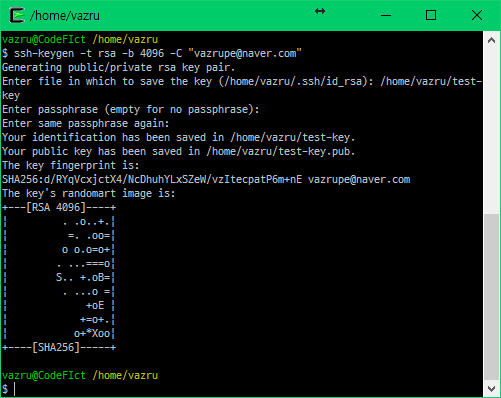 /home/vazru
vazru@CodeFIct /home/vazru
$ ssh-keygen -t rsa -b 4096 -C "vazrupe@naver.com"
Generating public/private rsa key pair.
Enter file in which to save the key (/home/vazru/.ssh/id_rsa): /home/vazru/test-
key
Enter passphrase (empty for no passphrase):
Enter same passphrase again:
Your identification has been saved in /home/vazru/test-key.
Your public key has been saved in /home/vazru/test-key.pub.
The key fingerprint is:
SHA256:d/RYqVcxjctX4/NcDhuhYLxSZeW/vzItecpatP6m+nE vazrupe@naver.com
The key's randomart image is:
+---[RSA 4096]----+
|         . .o..+.|
|          =. .oo=|
|         o o.o=o+|
|        . ...===o|
|        S.. +.oB=|
|         . ...o =|
|             +oE |
|            +=o+.|
|           o+*Xoo|
+----[SHA256]-----+
vazru@CodeFIct /home/vazru
$